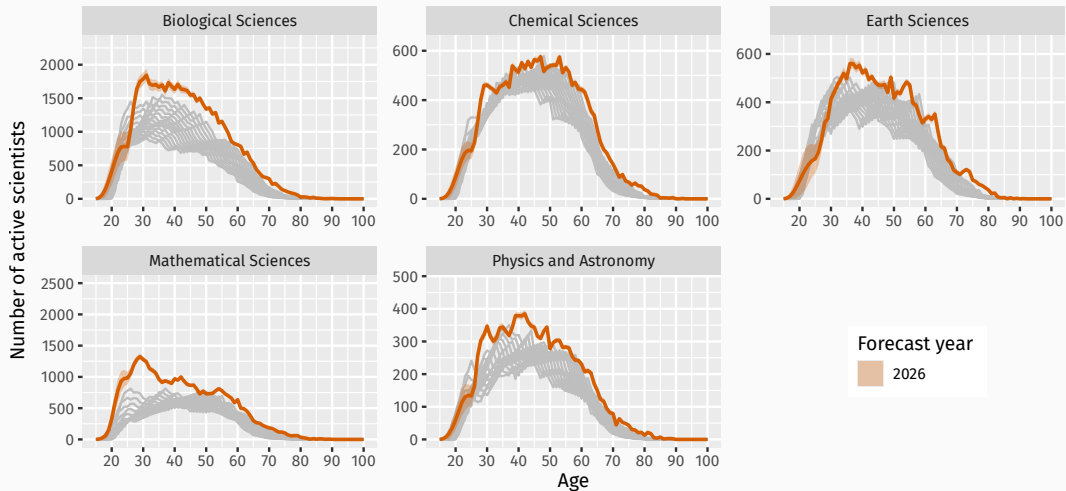 Biological Sciences
Chemical Sciences
Earth Sciences
2000
1500
1000
500
0
600
400
200
0
600
400
200
0
20 30 40 50 60 70 80 90 100
20 30 40 50 60 70 80 90 100
20 30 40 50 60 70 80 90 100
Number of active scientists
Mathematical Sciences
Physics and Astronomy
2500
2000
1500
1000
500
0
500
400
300
200
100
0
20 30 40 50 60 70 80 90 100
20 30 40 50 60 70 80 90 100
Age
Forecast year
2026